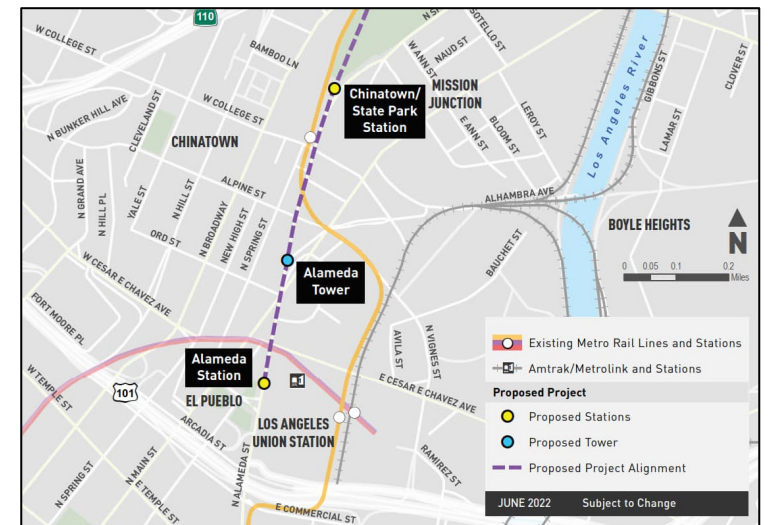 110
W COLLEGE ST
BAMBOO LN
N SP
SOTELLO ST
NAUD ST
W ANN ST
MISSION
JUNCTION
LEROY ST
BLOOM ST
E ANN ST
Los Angeles River
GIBBONS ST
CLOVER ST
LAMAR ST
N BUNKER HILL AVE
CLEVELAND ST
W COLLEGE ST
Chinatown/
State Park
Station
CHINATOWN
N GRAND AVE
N HILL PL
YALE ST
N HILL ST
ALPINE ST
ORD ST
N BROADWAY
NEW HIGH ST
N SPRING ST
ALHAMBRA AVE
BAUCHET ST
BOYLE HEIGHTS
N
0 0.05 0.1 0.2
Miles
Alameda
Tower
W CESAR E CHAVEZ AVE
FORT MOORE PL
W TEMPLE ST
101
Alameda
Station
EL PUEBLO
ARCADIA ST
LOS ANGELES
UNION STATION
AVILA ST
N VIGNES ST
E CESAR E CHAVEZ AVE
RAMIREZ ST
N SPRING ST
N MAIN ST
E TEMPLE ST
N ALAMEDA ST
E COMMERCIAL ST
Existing Metro Rail Lines and Stations
Amtrak/Metrolink and Stations
Proposed Project
Proposed Stations
Proposed Tower
Proposed Project Alignment
JUNE 2022 Subject to Change